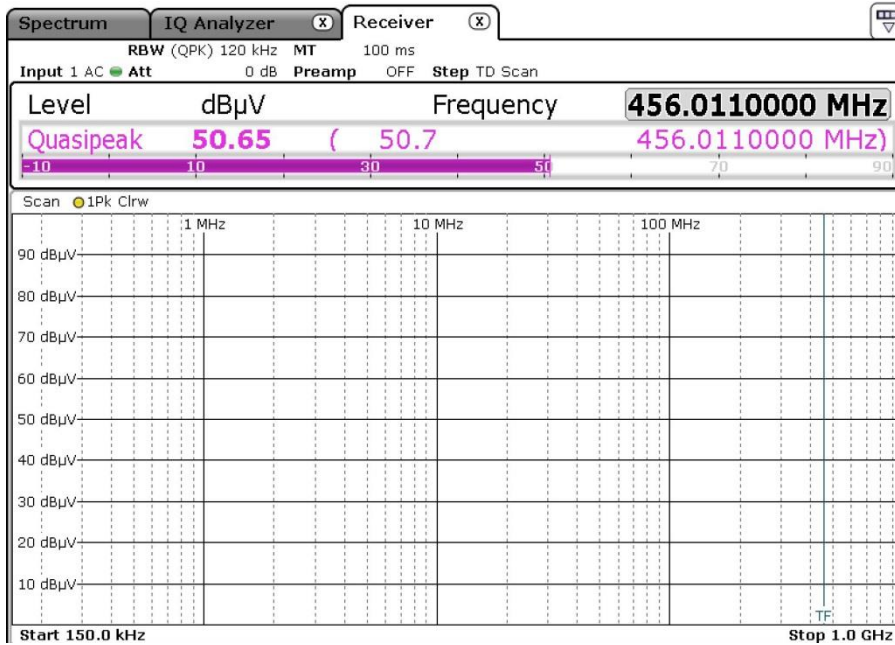 Spectrum IQ Analyzer X Receiver X
RBW (QPK) 120 kHz MT 100 ms
Input 1 AC Att 0 dB Preamp OFF Step TD Scan
Level dBµV Frequency 456.0110000 MHz
Quasipeak 50.65 ( 50.7 456.0110000 MHz)
-10 10 30 50 70 90
Scan 1Pk Clrw
1 MHz 10 MHz 100 MHz
90 dBµV
80 dBµV
70 dBµV
60 dBµV
50 dBµV
40 dBµV
30 dBµV
20 dBµV
10 dBµV
TF
Start 150.0 kHz Stop 1.0 GHz